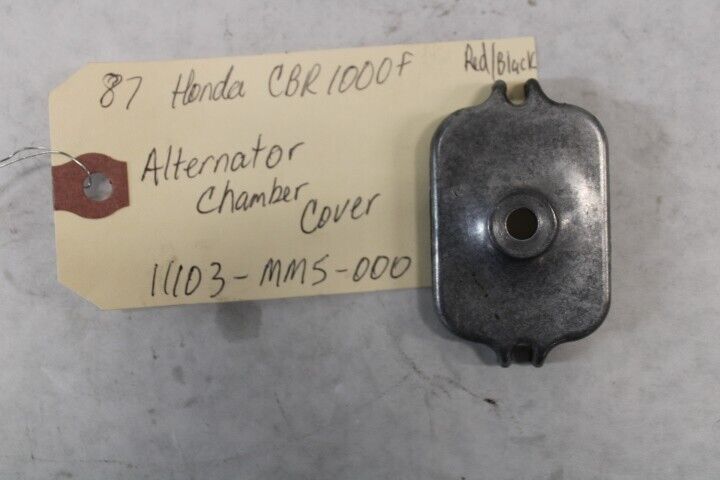 87 Honda CBR1000F Red/Black
Alternator
Chamber
Cover
11103-MM5-000